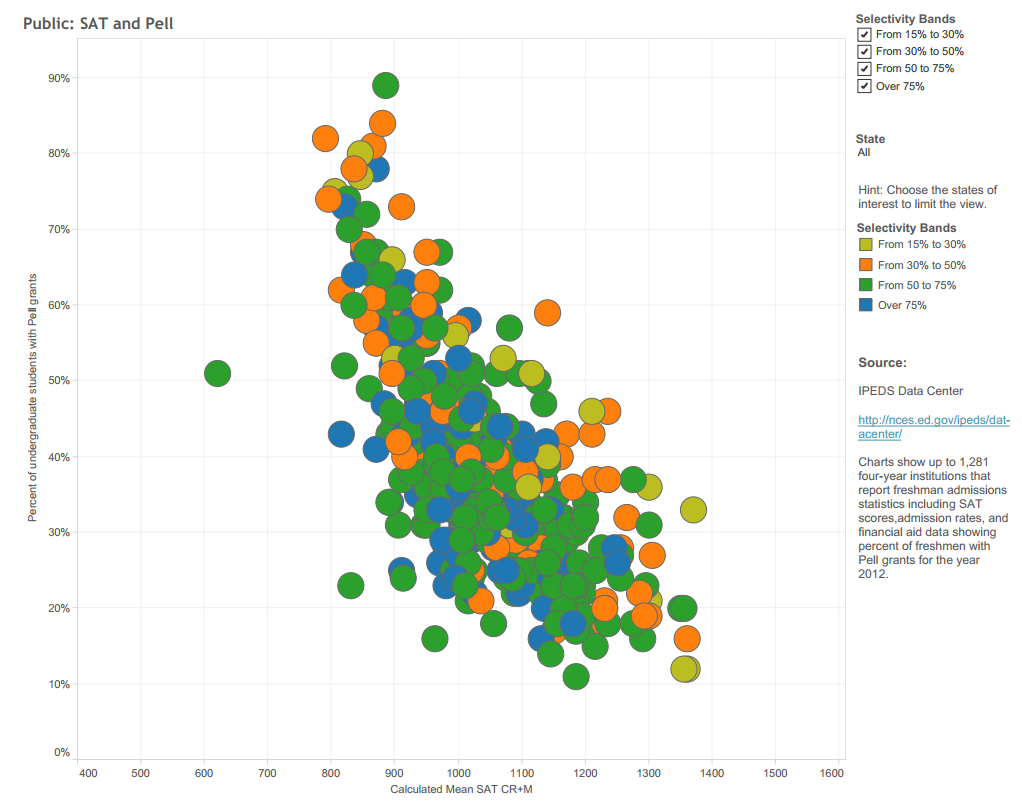 Public: SAT and Pell
90%
80%
70%
60%
50%
40%
30%
20%
10%
0%
Percent of undergraduate students with Pell grants
400 500 600 700 800 900 1000 1100 1200 1300 1400 1500 1600
Calculated Mean SAT CR+M
Selectivity Bands
From 15% to 30%
From 30% to 50%
From 50 to 75%
Over 75%
State
All
Hint: Choose the states of
interest to limit the view.
Selectivity Bands
From 15% to 30%
From 30% to 50%
From 50 to 75%
Over 75%
Source:
IPEDS Data Center
http://nces.ed.gov/ipeds/dat-
acenter/
Charts show up to 1,281
four-year institutions that
report freshman admissions
statistics including SAT
scores,admission rates, and
financial aid data showing
percent of freshmen with
Pell grants for the year
2012.